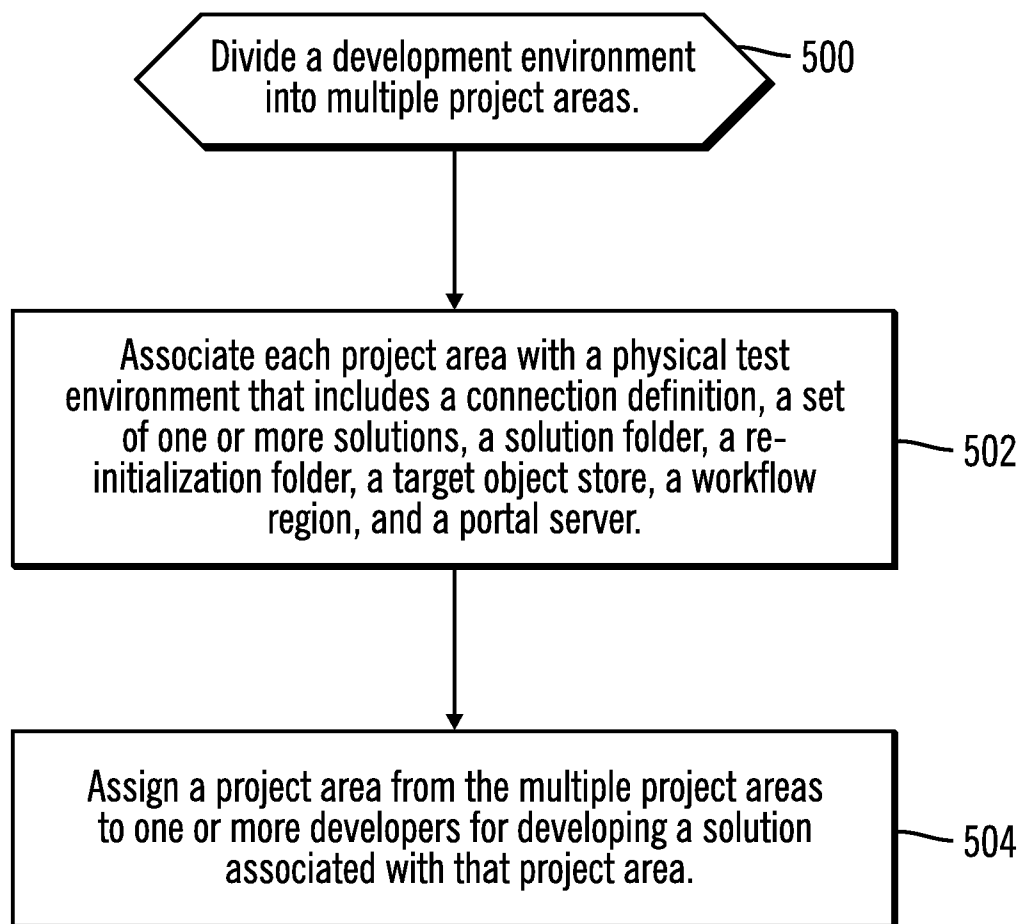 Divide a development environment
into multiple project areas.
500
Associate each project area with a physical test
environment that includes a connection definition, a set
of one or more solutions, a solution folder, a re-
initialization folder, a target object store, a workflow
region, and a portal server.
502
Assign a project area from the multiple project areas
to one or more developers for developing a solution
associated with that project area.
504